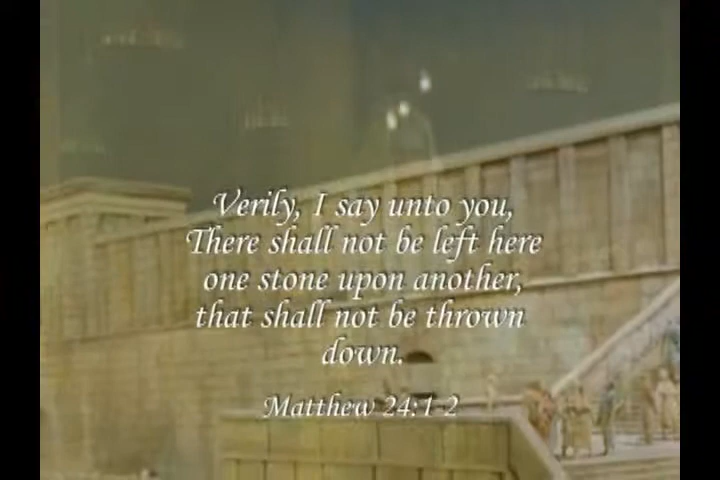 Verily, I say unto you,
There shall not be left here
one stone upon another,
that shall not be thrown
down.
Matthew 24:1-2